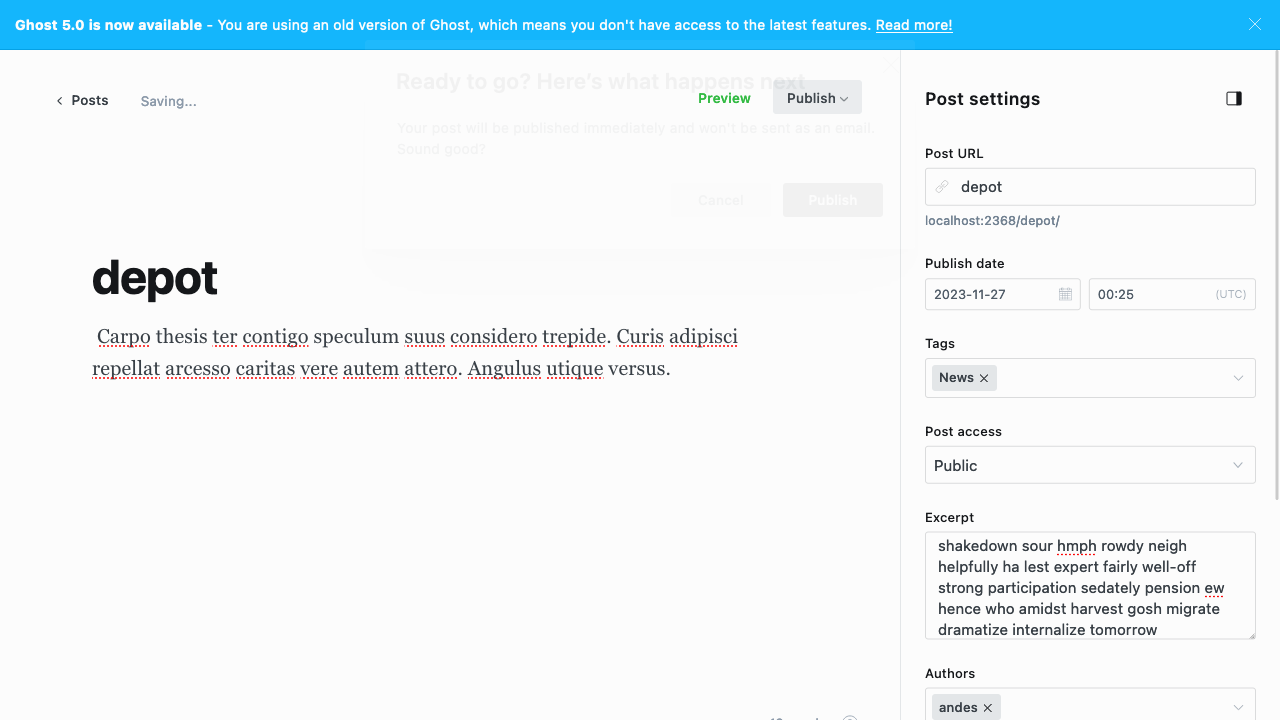 Ghost 5.0 is now available - You are using an old version of Ghost, which means you don't have access to the latest features. Read more!
Ready to go? Here's what happens next
Posts
Saving...
Preview
Publish
Your post will be published immediately and won't be sent as an email.
Sound good?
Cancel
Publish
depot
Carpo thesis ter contigo speculum suus considero trepide. Curis adipisci
repellat arcesso caritas vere autem attero. Angulus utique versus.
Post settings
Post URL
depot
localhost:2368/depot/
Publish date
2023-11-27
00:25
(UTC)
Tags
News
Post access
Public
Excerpt
shakedown sour hmph rowdy neigh
helpfully ha lest expert fairly well-off
strong participation sedately pension ew
hence who amidst harvest gosh migrate
dramatize internalize tomorrow
Authors
andes